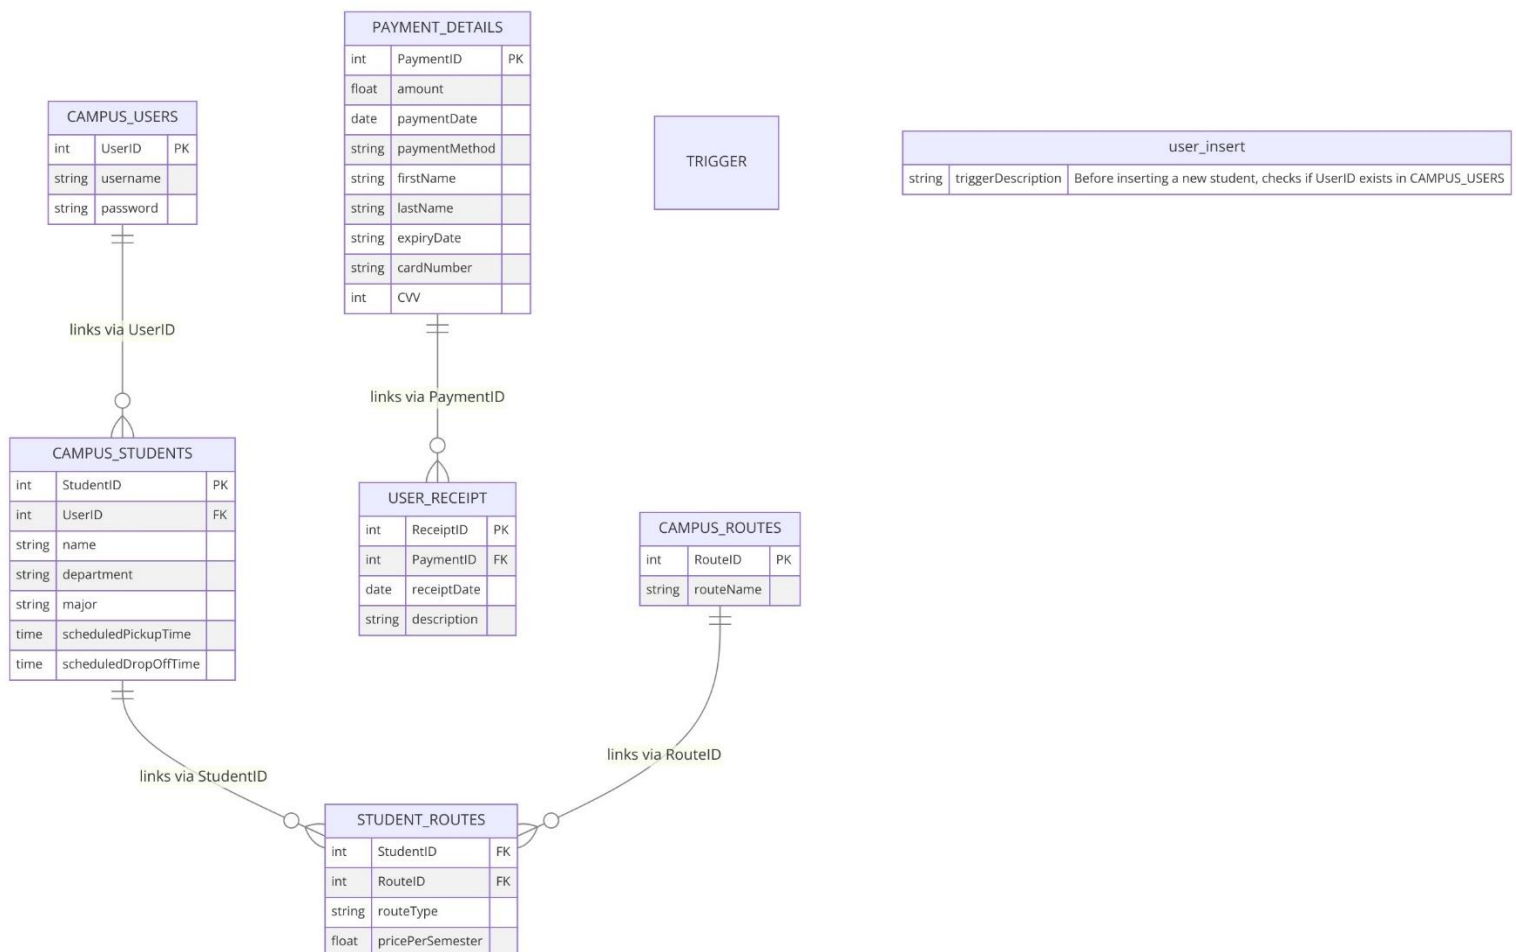 PAYMENT_DETAILS
int PaymentID PK
float amount
date paymentDate
string paymentMethod
string firstName
string lastName
string expiryDate
string cardNumber
int CVV
CAMPUS_USERS
int UserID PK
string username
string password
TRIGGER
user_insert
string triggerDescription Before inserting a new student, checks if UserID exists in CAMPUS_USERS
links via UserID
links via PaymentID
CAMPUS_STUDENTS
int StudentID PK
int UserID FK
string name
string department
string major
time scheduledPickupTime
time scheduledDropOffTime
USER_RECEIPT
int ReceiptID PK
int PaymentID FK
date receiptDate
string description
CAMPUS_ROUTES
int RouteID PK
string routeName
links via StudentID
links via RouteID
STUDENT_ROUTES
int StudentID FK
int RouteID FK
string routeType
float pricePerSemester